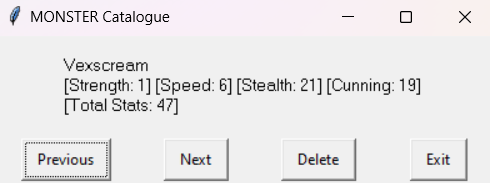 MONSTER Catalogue
Vexscream
[Strength: 1] [Speed: 6] [Stealth: 21] [Cunning: 19]
[Total Stats: 47]
Previous Next Delete Exit